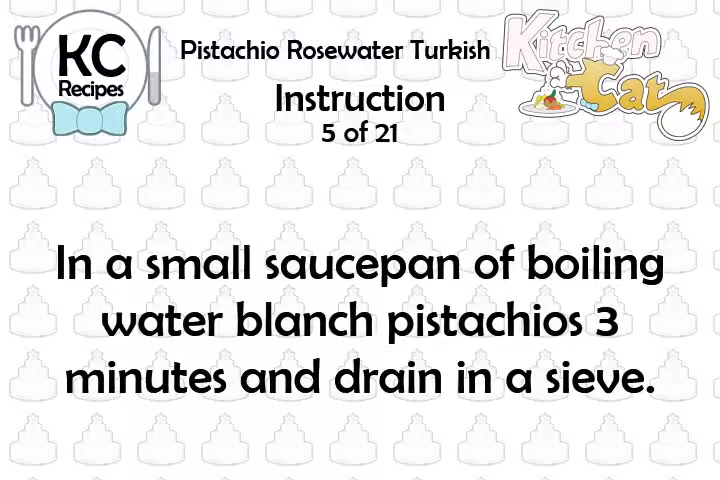 KC
Recipes
Pistachio Rosewater Turkish
Kitchen
Cat
Instruction
5 of 21
In a small saucepan of boiling
water blanch pistachios 3
minutes and drain in a sieve.